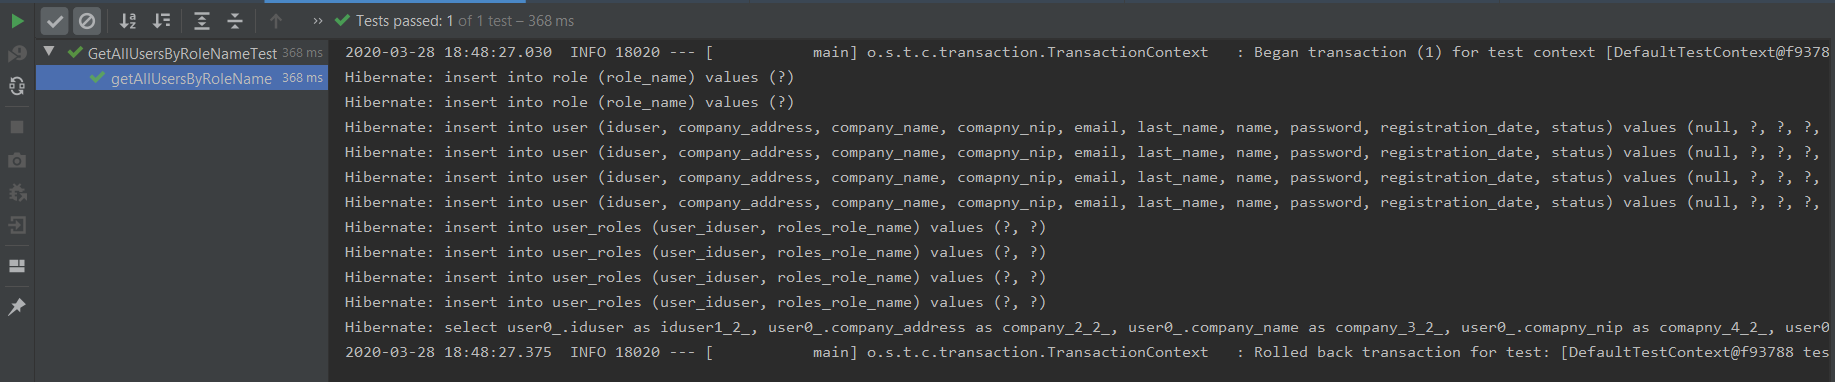 Tests passed: 1 of 1 test – 368 ms
GetAllUsersByRoleNameTest 368 ms
getAllUsersByRoleName 368 ms
2020-03-28 18:48:27.030  INFO 18020 --- [           main] o.s.t.c.transaction.TransactionContext   : Began transaction (1) for test context [DefaultTestContext@f9378
Hibernate: insert into role (role_name) values (?)
Hibernate: insert into role (role_name) values (?)
Hibernate: insert into user (iduser, company_address, company_name, comapny_nip, email, last_name, name, password, registration_date, status) values (null, ?, ?, ?,
Hibernate: insert into user (iduser, company_address, company_name, comapny_nip, email, last_name, name, password, registration_date, status) values (null, ?, ?, ?,
Hibernate: insert into user (iduser, company_address, company_name, comapny_nip, email, last_name, name, password, registration_date, status) values (null, ?, ?, ?,
Hibernate: insert into user (iduser, company_address, company_name, comapny_nip, email, last_name, name, password, registration_date, status) values (null, ?, ?, ?,
Hibernate: insert into user_roles (user_iduser, roles_role_name) values (?, ?)
Hibernate: insert into user_roles (user_iduser, roles_role_name) values (?, ?)
Hibernate: insert into user_roles (user_iduser, roles_role_name) values (?, ?)
Hibernate: insert into user_roles (user_iduser, roles_role_name) values (?, ?)
Hibernate: select user0_.iduser as iduser1_2_, user0_.company_address as company_2_2_, user0_.company_name as company_3_2_, user0_.comapny_nip as comapny_4_2_, user0
2020-03-28 18:48:27.375  INFO 18020 --- [           main] o.s.t.c.transaction.TransactionContext   : Rolled back transaction for test: [DefaultTestContext@f93788 tes